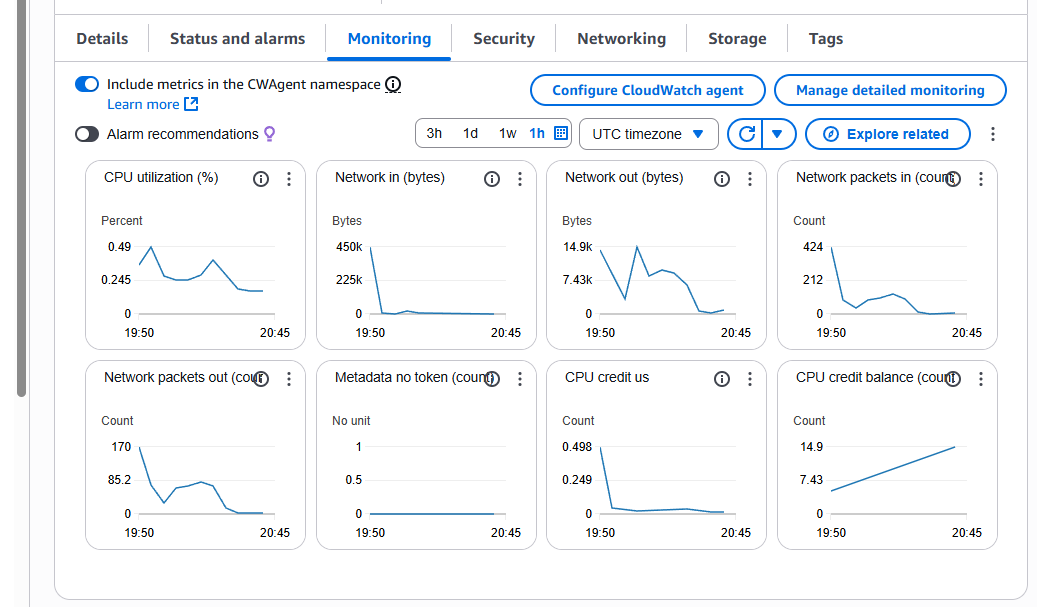 Details Status and alarms Monitoring Security Networking Storage Tags
Include metrics in the CWAgent namespace
Learn more
Configure CloudWatch agent Manage detailed monitoring
Alarm recommendations
3h 1d 1w 1h UTC timezone Explore related
CPU utilization (%)
Percent
0.49
0.245
0
19:50 20:45
Network in (bytes)
Bytes
450k
225k
0
19:50 20:45
Network out (bytes)
Bytes
14.9k
7.43k
0
19:50 20:45
Network packets in (count
Count
424
212
0
19:50 20:45
Network packets out (cour
Count
170
85.2
0
19:50 20:45
Metadata no token (count)
No unit
1
0.5
0
19:50 20:45
CPU credit us
Count
0.498
0.249
0
19:50 20:45
CPU credit balance (count
Count
14.9
7.43
0
19:50 20:45